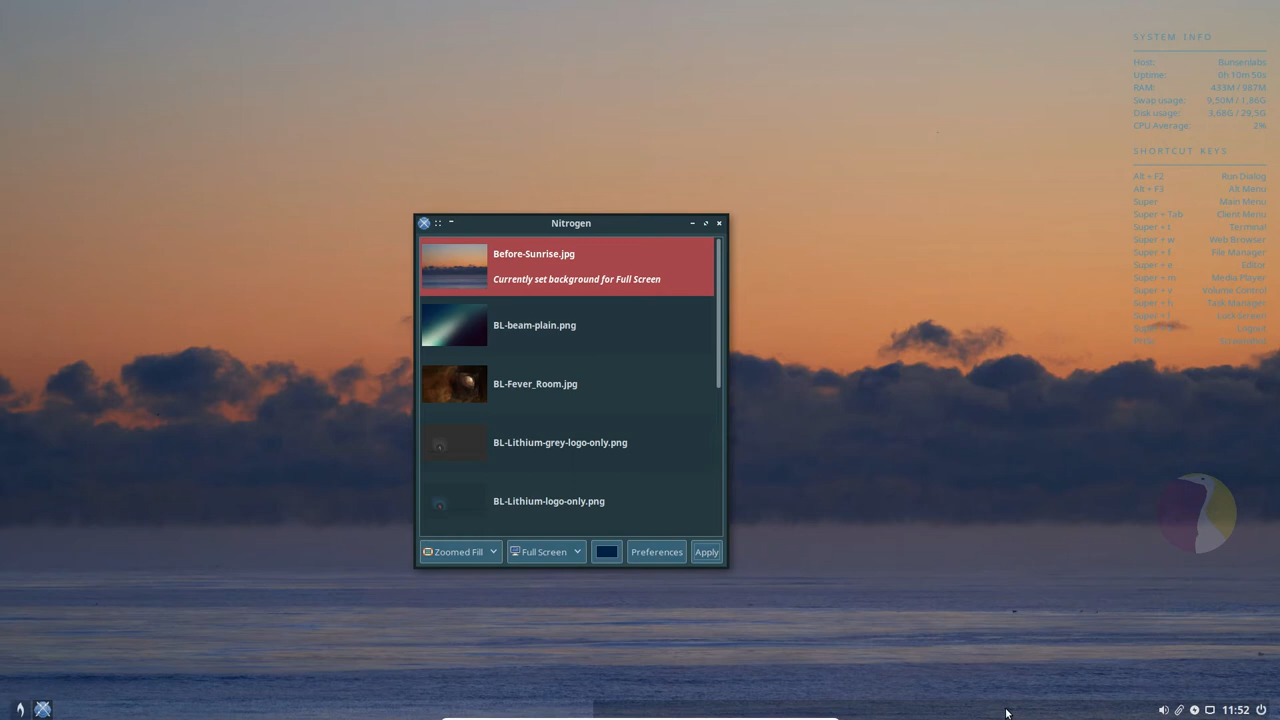 SYSTEM INFO
Host: Bunsenlabs
Uptime: 0h 10m 50s
RAM: 433M / 987M
Swap usage: 9,50M / 1,86G
Disk usage: 3,68G / 29,5G
CPU Average: 2%
SHORTCUT KEYS
Alt + F2 Run Dialog
Alt + F3 Alt Menu
Super Main Menu
Super + Tab Client Menu
Super + t Terminal
Super + w Web Browser
Super + f File Manager
Super + e Editor
Super + m Media Player
Super + v Volume Control
Super + h Task Manager
Super + l Lock Screen
Logout
Nitrogen
Before-Sunrise.jpg
Currently set background for Full Screen
BL-beam-plain.png
BL-Fever_Room.jpg
BL-Lithium-grey-logo-only.png
BL-Lithium-logo-only.png
Zoomed Fill Full Screen Preferences Apply
11:52